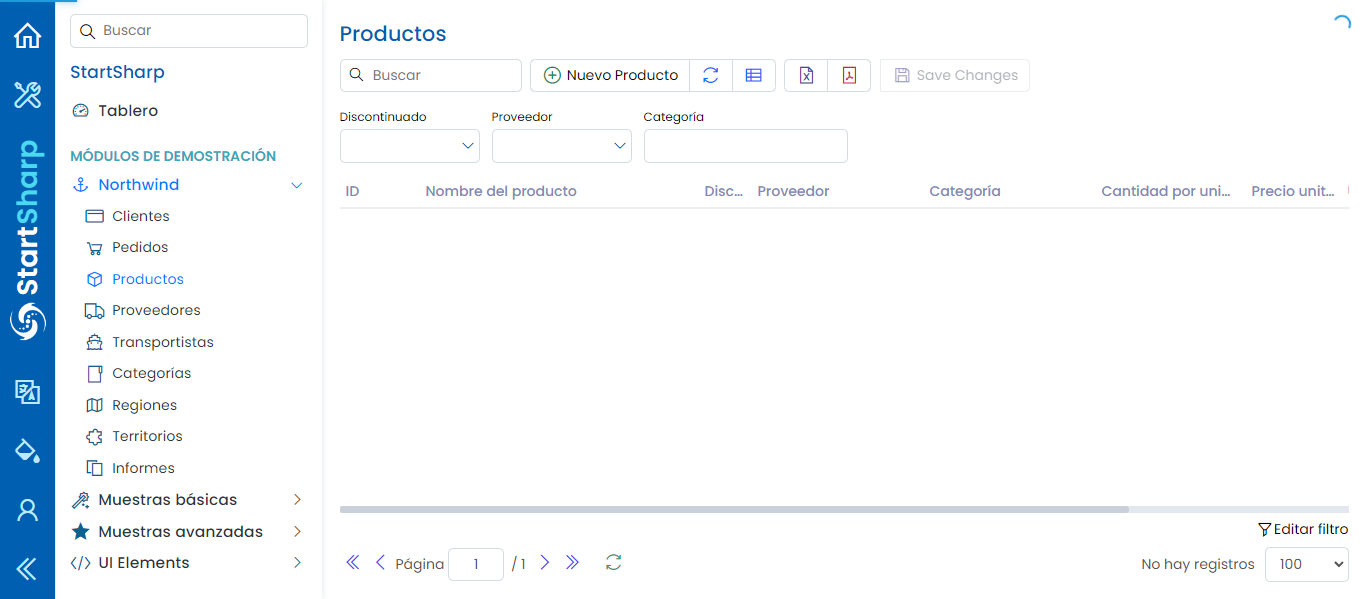 StartSharp
Buscar
StartSharp
Tablero
MÓDULOS DE DEMOSTRACIÓN
Northwind
Clientes
Pedidos
Productos
Proveedores
Transportistas
Categorías
Regiones
Territorios
Informes
Muestras básicas
Muestras avanzadas
UI Elements
Productos
Buscar Nuevo Producto Save Changes
Discontinuado Proveedor Categoría
ID Nombre del producto Disc... Proveedor Categoría Cantidad por uni... Precio unit...
Editar filtro
Página 1 / 1 No hay registros 100